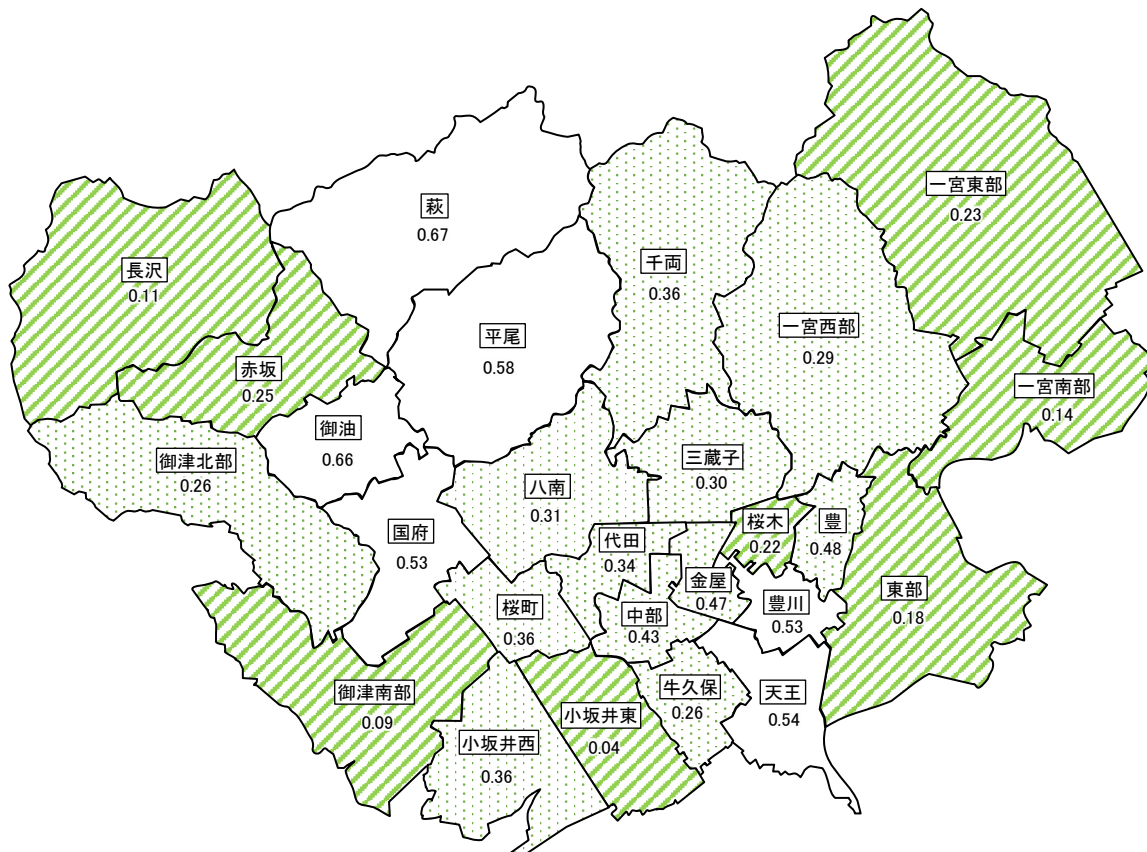 一宮東部
0.23
萩
0.67
千両
0.36
長沢
0.11
一宮西部
0.29
平尾
0.58
赤坂
0.25
一宮南部
0.14
御油
0.66
御津北部
0.26
三蔵子
0.30
八南
0.31
国府
0.53
代田
0.34
桜木
0.22
豊
0.48
金屋
0.47
東部
0.18
桜町
0.36
中部
0.43
豊川
0.53
御津南部
0.09
牛久保
0.26
天王
0.54
小坂井東
0.04
小坂井西
0.36